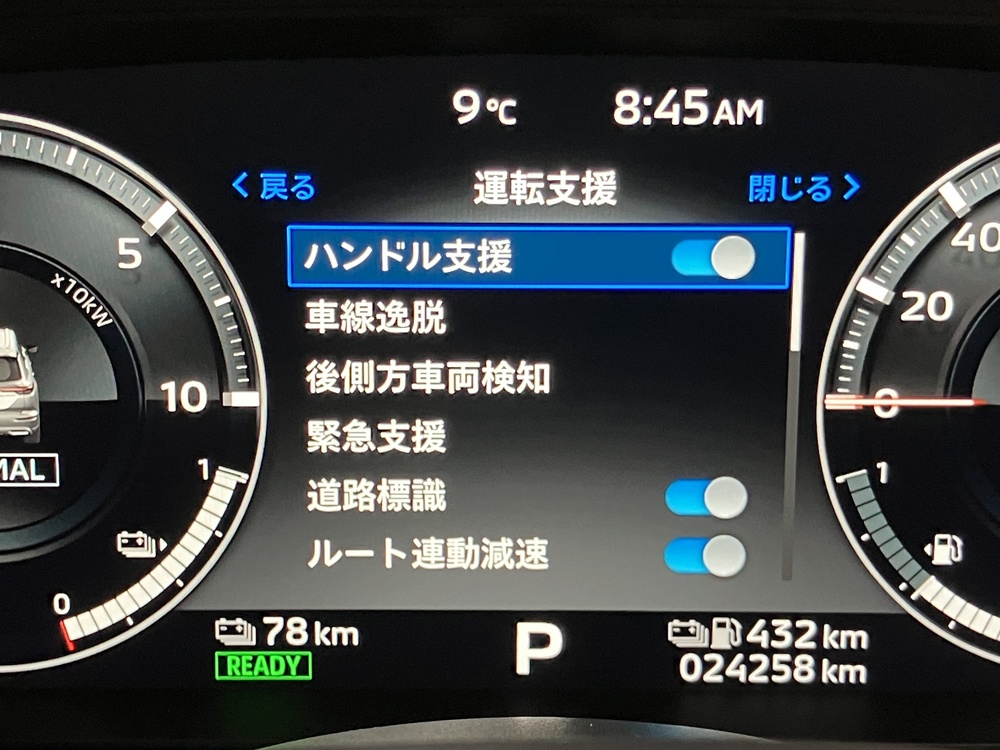 9℃ 8:45AM
戻る 運転支援 閉じる
ハンドル支援
車線逸脱
後側方車両検知
緊急支援
道路標識
ルート連動減速
5
×10kW
10
MAL
1
0
40
20
0
1
78km
READY
P
432km
024258km